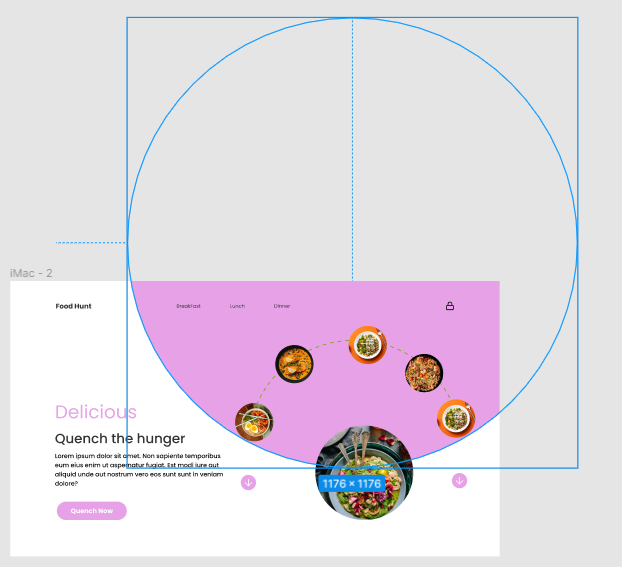 iMac - 2
Food Hunt
Breakfast
Lunch
Dinner
Delicious
Quench the hunger
Lorem ipsum dolor sit amet. Non sapiente temporibus
eum eius enim ut aspernatur fugiat. Est modi iure aut
aliquid unde aut nostrum vero eos sunt sunt in veniam
dolore?
1176 × 1176
Quench Now